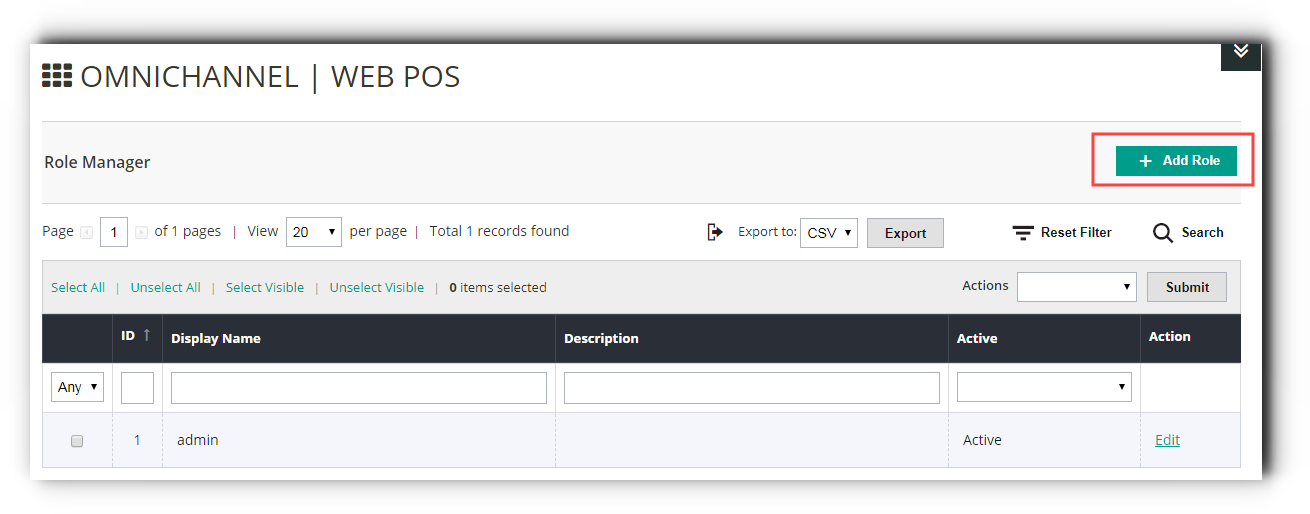 OMNICHANNEL | WEB POS
Role Manager
+ Add Role
Page 1 of 1 pages | View 20 per page | Total 1 records found Export to: CSV Export Reset Filter Search
Select All | Unselect All | Select Visible | Unselect Visible | 0 items selected Actions Submit
ID ↑ Display Name Description Active Action
Any
1 admin Active Edit